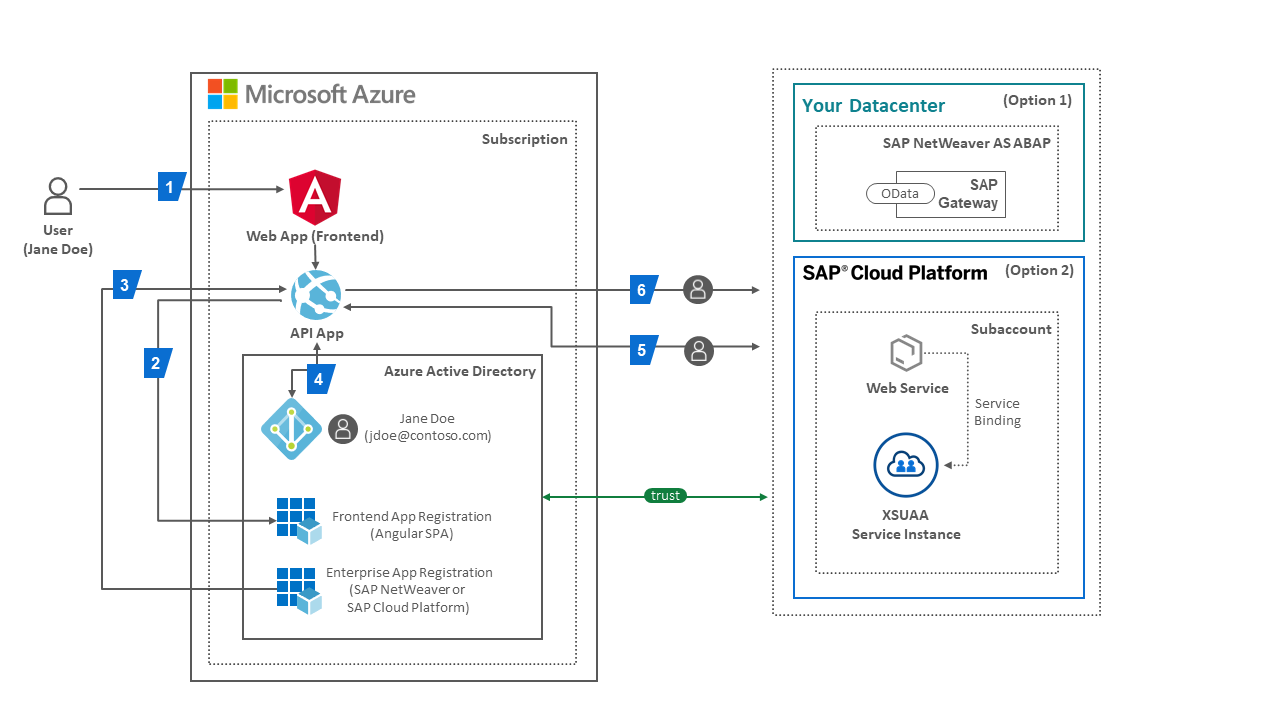 Microsoft Azure
Subscription
1
User
(Jane Doe)
Web App (Frontend)
3
API App
2
4
Azure Active Directory
Jane Doe
(jdoe@contoso.com)
Frontend App Registration
(Angular SPA)
Enterprise App Registration
(SAP NetWeaver or
SAP Cloud Platform)
6
5
trust
Your Datacenter
(Option 1)
SAP NetWeaver AS ABAP
OData
SAP
Gateway
SAP® Cloud Platform
(Option 2)
Subaccount
Web Service
Service
Binding
XSUAA
Service Instance